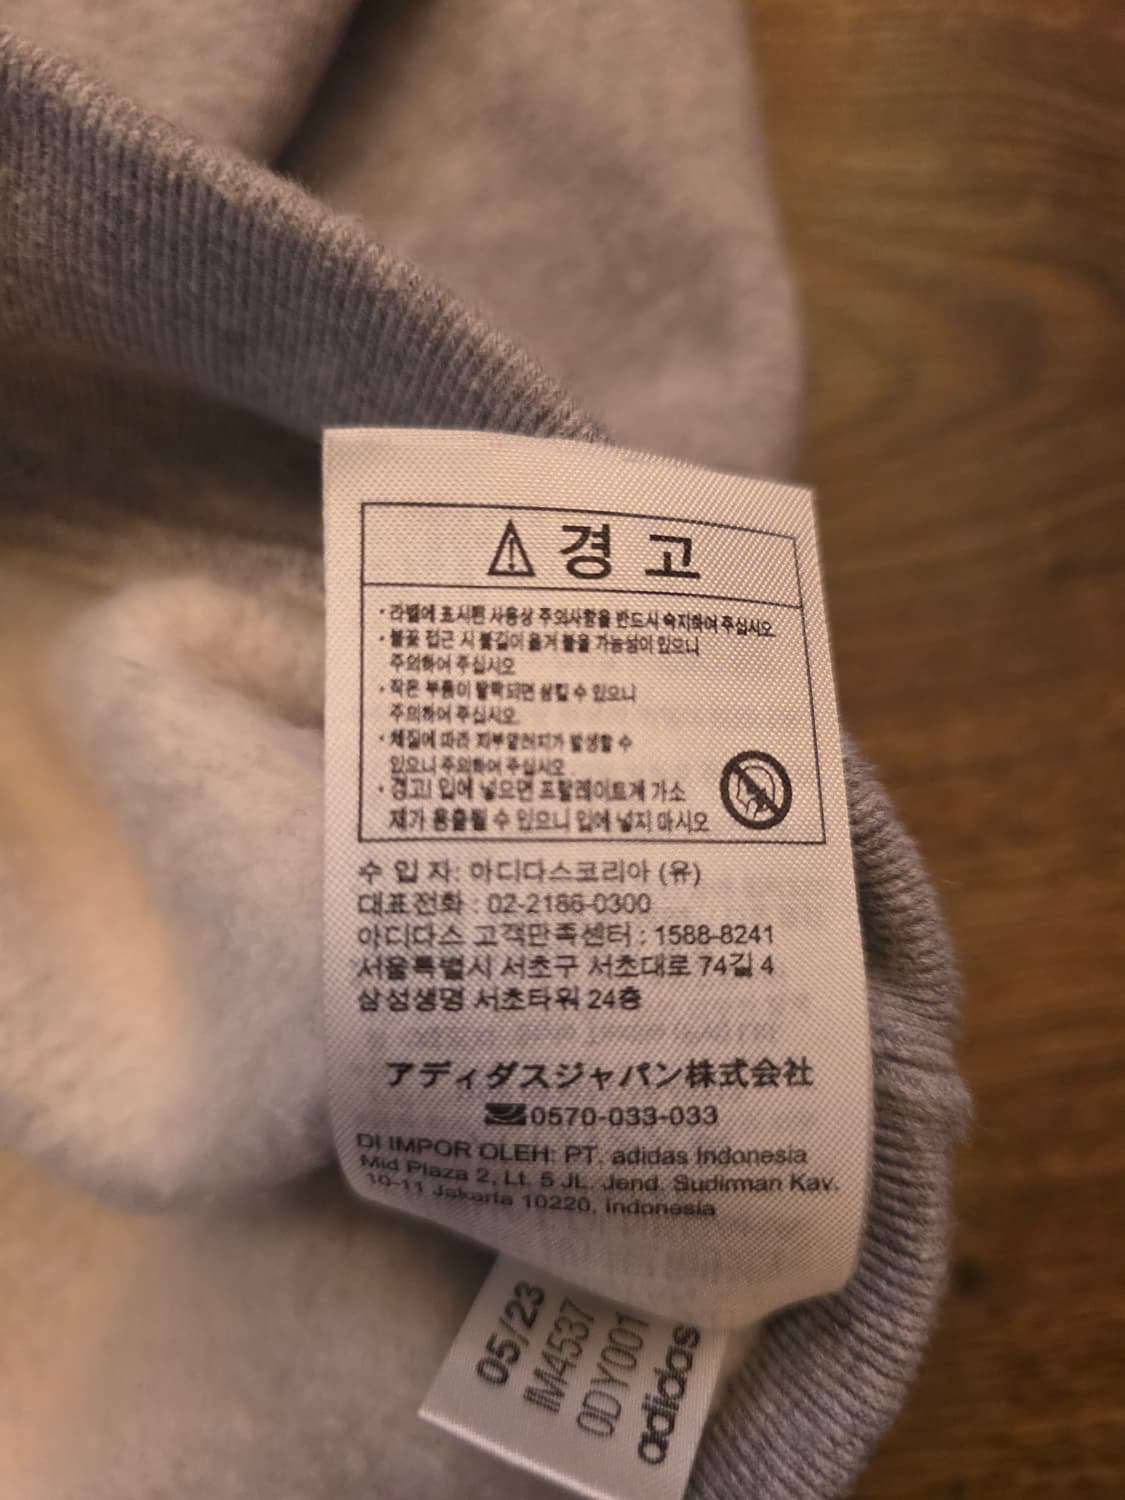 경 고
· 라벨에 표시된 사용상 주의사항을 반드시 숙지하여 주십시오.
· 불꽃 접근 시 불길이 옮겨 붙을 가능성이 있으니
주의하여 주십시오
· 작은 부품이 탈락되면 삼킬 수 있으니
주의하여 주십시오.
· 체질에 따라 피부알러지가 발생할 수
있으니 주의하여 주십시오
· 경고! 입에 넣으면 프탈레이트계 가소
제가 용출될 수 있으니 입에 넣지 마시오
수 입 자: 아디다스코리아 (유)
대표전화 : 02-2186-0300
아디다스 고객만족센터 : 1588-8241
서울특별시 서초구 서초대로 74길 4
삼성생명 서초타워 24층
アディダスジャパン株式会社
0570-033-033
DI IMPOR OLEH: PT. adidas Indonesia
Mid Plaza 2, Lt. 5 JL. Jend. Sudirman Kav.
10-11 Jakarta 10220, Indonesia
05/23
IM4537
0DY001
adidas